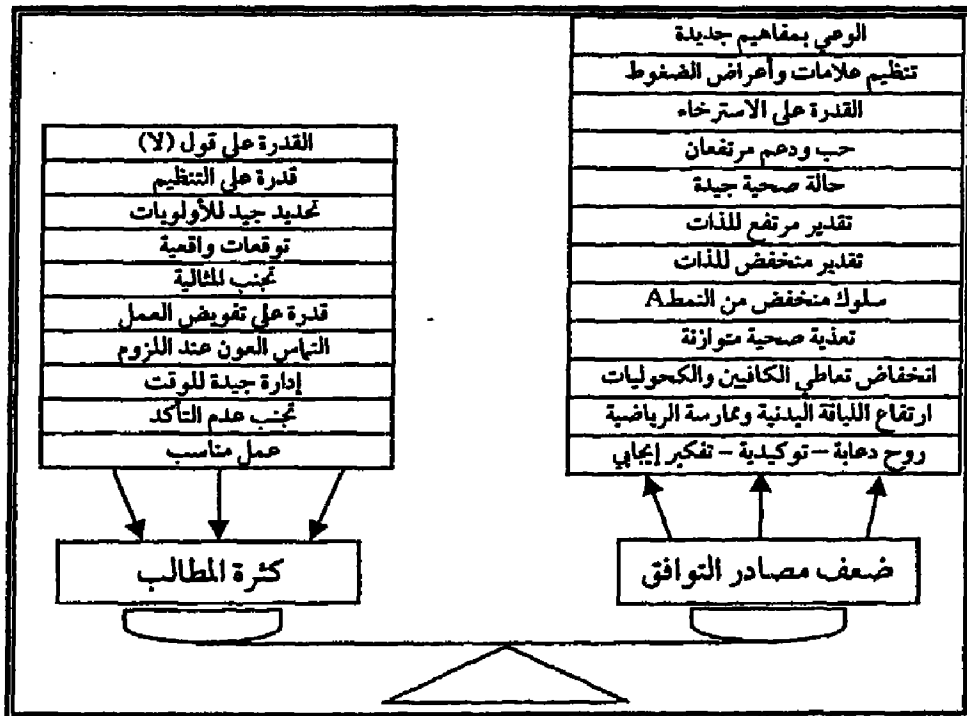 الوعي بمفاهيم جديدة
تنظيم علامات وأعراض الضغوط
القدرة على الاسترخاء
حب ودعم مرتفعان
حالة صحية جيدة
تقدير مرتفع للذات
تقدير منخفض للذات
سلوك منخفض من النمطA
تعذية صحية متوازنة
انخفاض تعاطي الكافيين والكحوليات
ارتفاع اللياقة البدنية وممارسة الرياضية
روح دعابة – توكيدية – تفكير إيجابي
ضعف مصادر التوافق
القدرة على قول (لا)
قدرة على التنظيم
تحديد جيد للأولويات
توقعات واقعية
تجنب المثالية
قدرة على تفويض العمل
التماس العون عند اللزوم
إدارة جيدة للوقت
تجنب عدم التأكد
عمل مناسب
كثرة المطالب